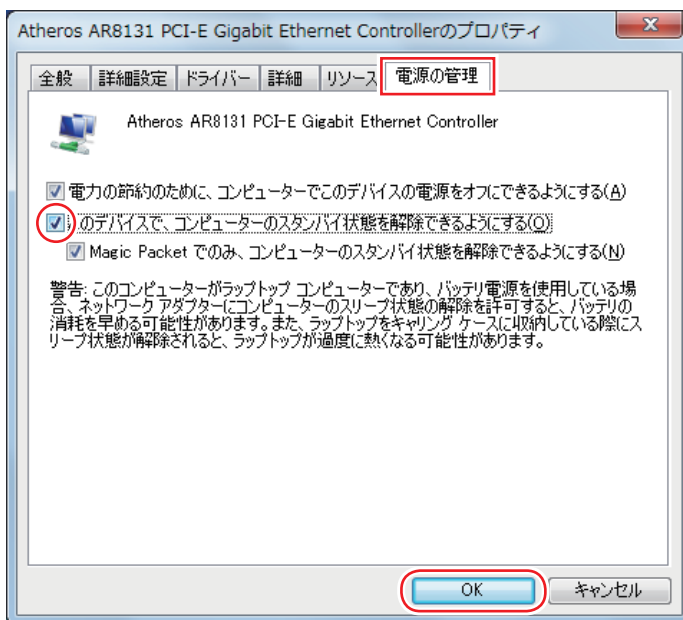 Atheros AR8131 PCI-E Gigabit Ethernet Controllerのプロパティ
全般 詳細設定 ドライバー 詳細 リソース 電源の管理
Atheros AR8131 PCI-E Gigabit Ethernet Controller
電力の節約のために、コンピューターでこのデバイスの電源をオフにできるようにする(A)
のデバイスで、コンピューターのスタンバイ状態を解除できるようにする(O)
Magic Packet でのみ、コンピューターのスタンバイ状態を解除できるようにする(N)
警告: このコンピューターがラップトップ コンピューターであり、バッテリ電源を使用している場
合、ネットワーク アダプターにコンピューターのスリープ状態の解除を許可すると、バッテリの
消耗を早める可能性があります。また、ラップトップをキャリング ケースに収納している際にス
リープ状態が解除されると、ラップトップが過度に熱くなる可能性があります。
OK キャンセル